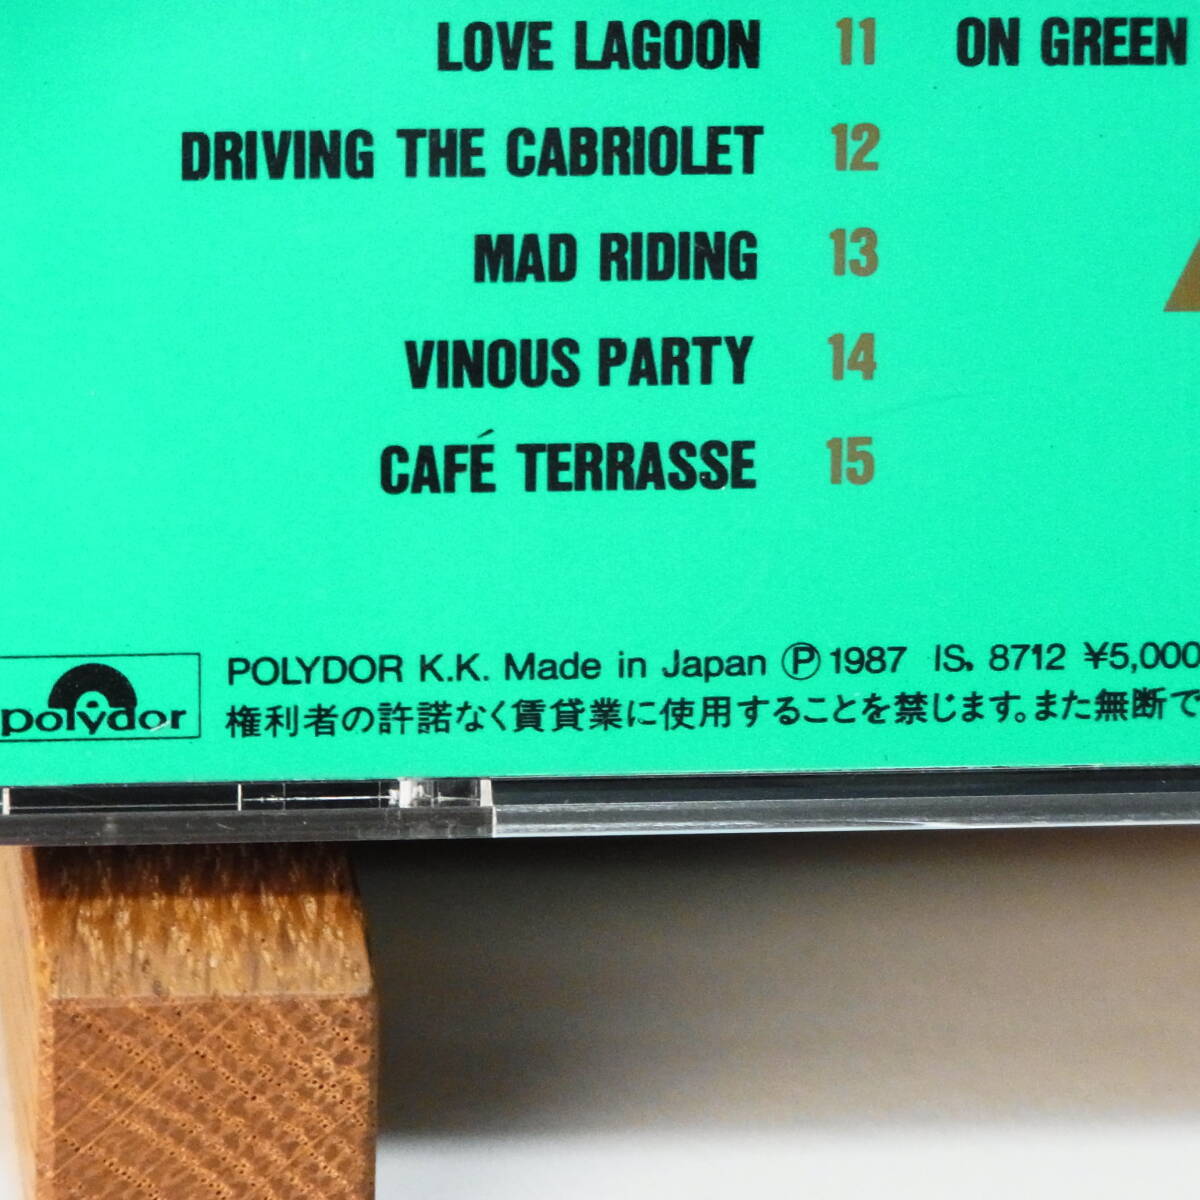 LOVE LAGOON 11 ON GREEN
DRIVING THE CABRIOLET 12
MAD RIDING 13
VINOUS PARTY 14
CAFÉ TERRASSE 15
polydor
POLYDOR K.K. Made in Japan Ⓟ1987 IS. 8712 ¥5,000
権利者の許諾なく賃貸業に使用することを禁じます。また無断で